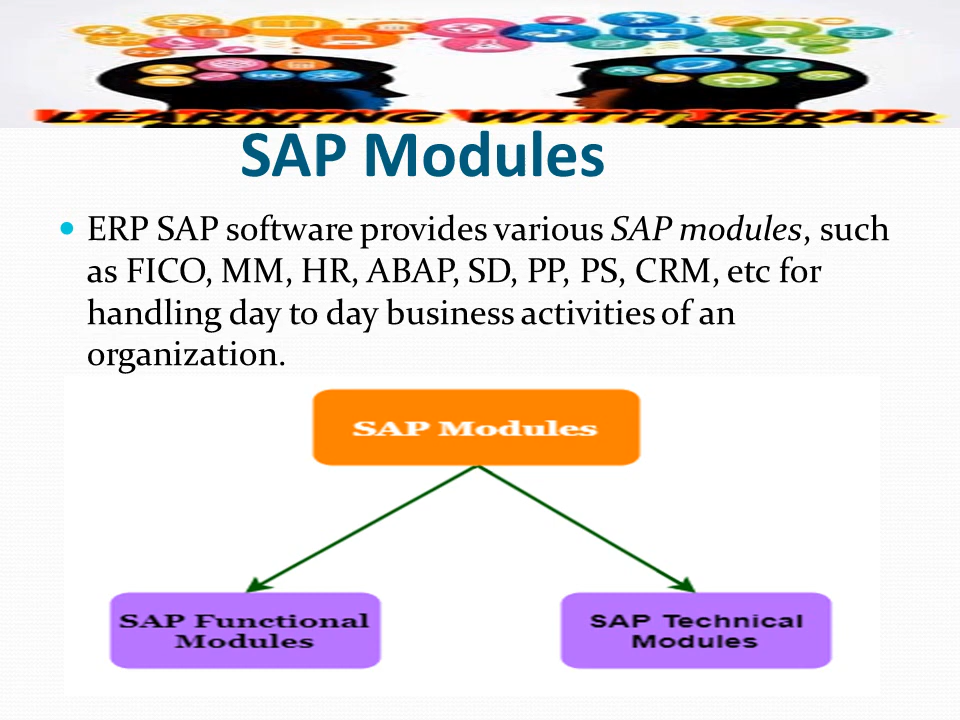 LEARNING WITH ISRAR
SAP Modules
ERP SAP software provides various SAP modules, such
as FICO, MM, HR, ABAP, SD, PP, PS, CRM, etc for
handling day to day business activities of an
organization.
SAP Modules
SAP Functional
Modules
SAP Technical
Modules